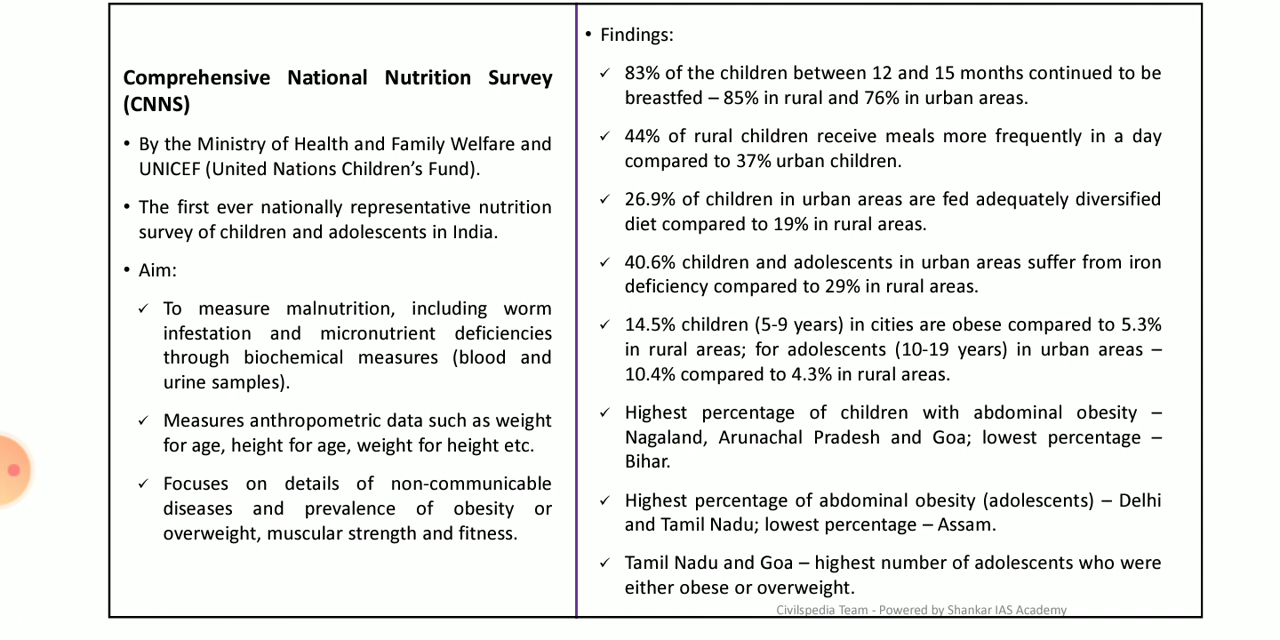 Comprehensive National Nutrition Survey
(CNNS)
• By the Ministry of Health and Family Welfare and
UNICEF (United Nations Children's Fund).
• The first ever nationally representative nutrition
survey of children and adolescents in India.
• Aim:
✓ To measure malnutrition, including worm
infestation and micronutrient deficiencies
through biochemical measures (blood and
urine samples).
✓ Measures anthropometric data such as weight
for age, height for age, weight for height etc.
✓ Focuses on details of non-communicable
diseases and prevalence of obesity or
overweight, muscular strength and fitness.
• Findings:
✓ 83% of the children between 12 and 15 months continued to be
breastfed – 85% in rural and 76% in urban areas.
✓ 44% of rural children receive meals more frequently in a day
compared to 37% urban children.
✓ 26.9% of children in urban areas are fed adequately diversified
diet compared to 19% in rural areas.
✓ 40.6% children and adolescents in urban areas suffer from iron
deficiency compared to 29% in rural areas.
✓ 14.5% children (5-9 years) in cities are obese compared to 5.3%
in rural areas; for adolescents (10-19 years) in urban areas –
10.4% compared to 4.3% in rural areas.
✓ Highest percentage of children with abdominal obesity –
Nagaland, Arunachal Pradesh and Goa; lowest percentage –
Bihar.
✓ Highest percentage of abdominal obesity (adolescents) – Delhi
and Tamil Nadu; lowest percentage – Assam.
✓ Tamil Nadu and Goa – highest number of adolescents who were
either obese or overweight.
Civilspedia Team - Powered by Shankar IAS Academy